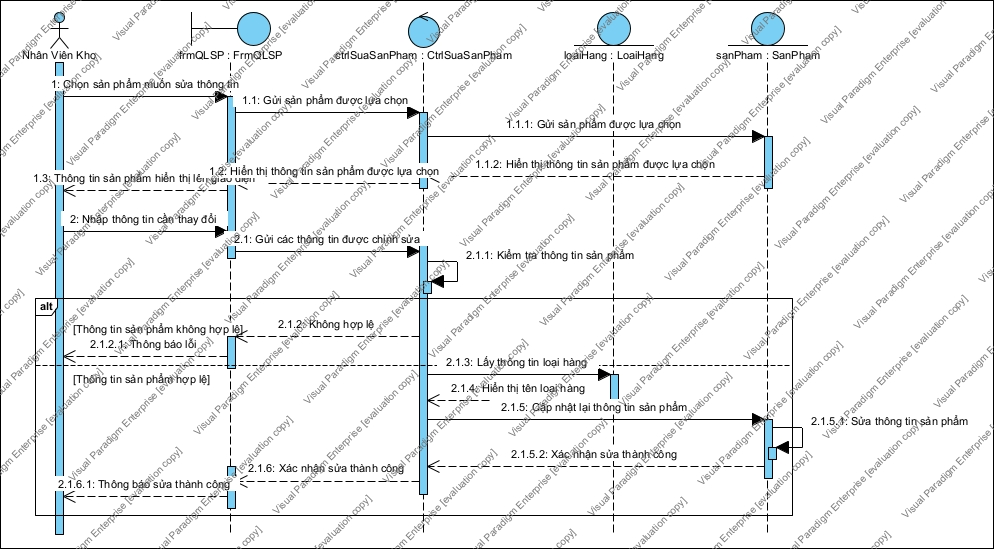 Nhân Viên Kho
frmQLSP : FrmQLSP
ctrlSuaSanPham : CtrlSuaSanPham
loaiHang : LoaiHang
sanPham : SanPham
1: Chọn sản phẩm muốn sửa thông tin
1.1: Gửi sản phẩm được lựa chọn
1.1.1: Gửi sản phẩm được lựa chọn
1.1.2: Hiển thị thông tin sản phẩm được lựa chọn
1.2: Hiển thị thông tin sản phẩm được lựa chọn
1.3: Thông tin sản phẩm hiển thị lên giao diện
2: Nhập thông tin cần thay đổi
2.1: Gửi các thông tin được chỉnh sửa
2.1.1: Kiểm tra thông tin sản phẩm
alt
[Thông tin sản phẩm không hợp lệ]
2.1.2: Không hợp lệ
2.1.2.1: Thông báo lỗi
2.1.3: Lấy thông tin loại hàng
[Thông tin sản phẩm hợp lệ]
2.1.4: Hiển thị tên loại hàng
2.1.5: Cập nhật lại thông tin sản phẩm
2.1.5.1: Sửa thông tin sản phẩm
2.1.5.2: Xác nhận sửa thành công
2.1.6: Xác nhận sửa thành công
2.1.6.1: Thông báo sửa thành công
Visual Paradigm Enterprise [evaluation copy]